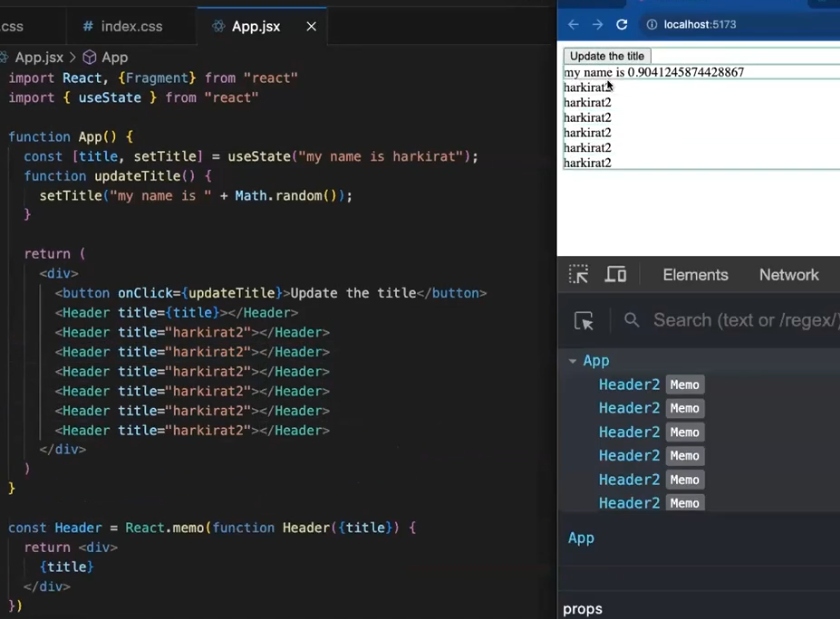 .css
# index.css
App.jsx
localhost:5173
App.jsx > App
import React, {Fragment} from "react"
import { useState } from "react"
function App() {
const [title, setTitle] = useState("my name is harkirat");
function updateTitle() {
setTitle("my name is " + Math.random());
}
return (
<div>
<button onClick={updateTitle}>Update the title</button>
<Header title={title}></Header>
<Header title="harkirat2"></Header>
<Header title="harkirat2"></Header>
<Header title="harkirat2"></Header>
<Header title="harkirat2"></Header>
<Header title="harkirat2"></Header>
<Header title="harkirat2"></Header>
</div>
)
}
const Header = React.memo(function Header({title}) {
return <div>
{title}
</div>
})
Update the title
my name is 0.9041245874428867
harkirat2
harkirat2
harkirat2
harkirat2
harkirat2
harkirat2
Elements Network
Search (text or /regex/)
App
Header2 Memo
Header2 Memo
Header2 Memo
Header2 Memo
Header2 Memo
Header2 Memo
App
props